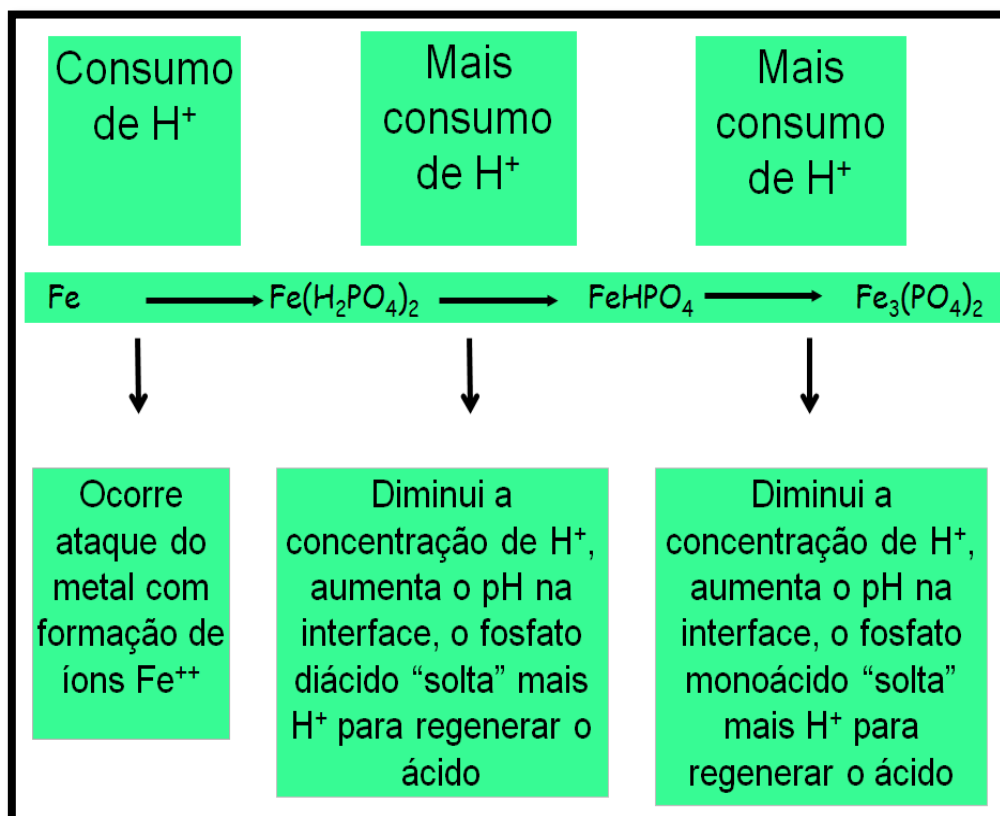 Consumo
de H⁺
Mais
consumo
de H⁺
Mais
consumo
de H⁺
Fe → Fe(H₂PO₄)₂ → FeHPO₄ → Fe₃(PO₄)₂
Ocorre
ataque do
metal com
formação de
íons Fe⁺⁺
Diminui a
concentração de H⁺,
aumenta o pH na
interface, o fosfato
diácido “solta” mais
H⁺ para regenerar o
ácido
Diminui a
concentração de H⁺,
aumenta o pH na
interface, o fosfato
monoácido “solta”
mais H⁺ para
regenerar o ácido